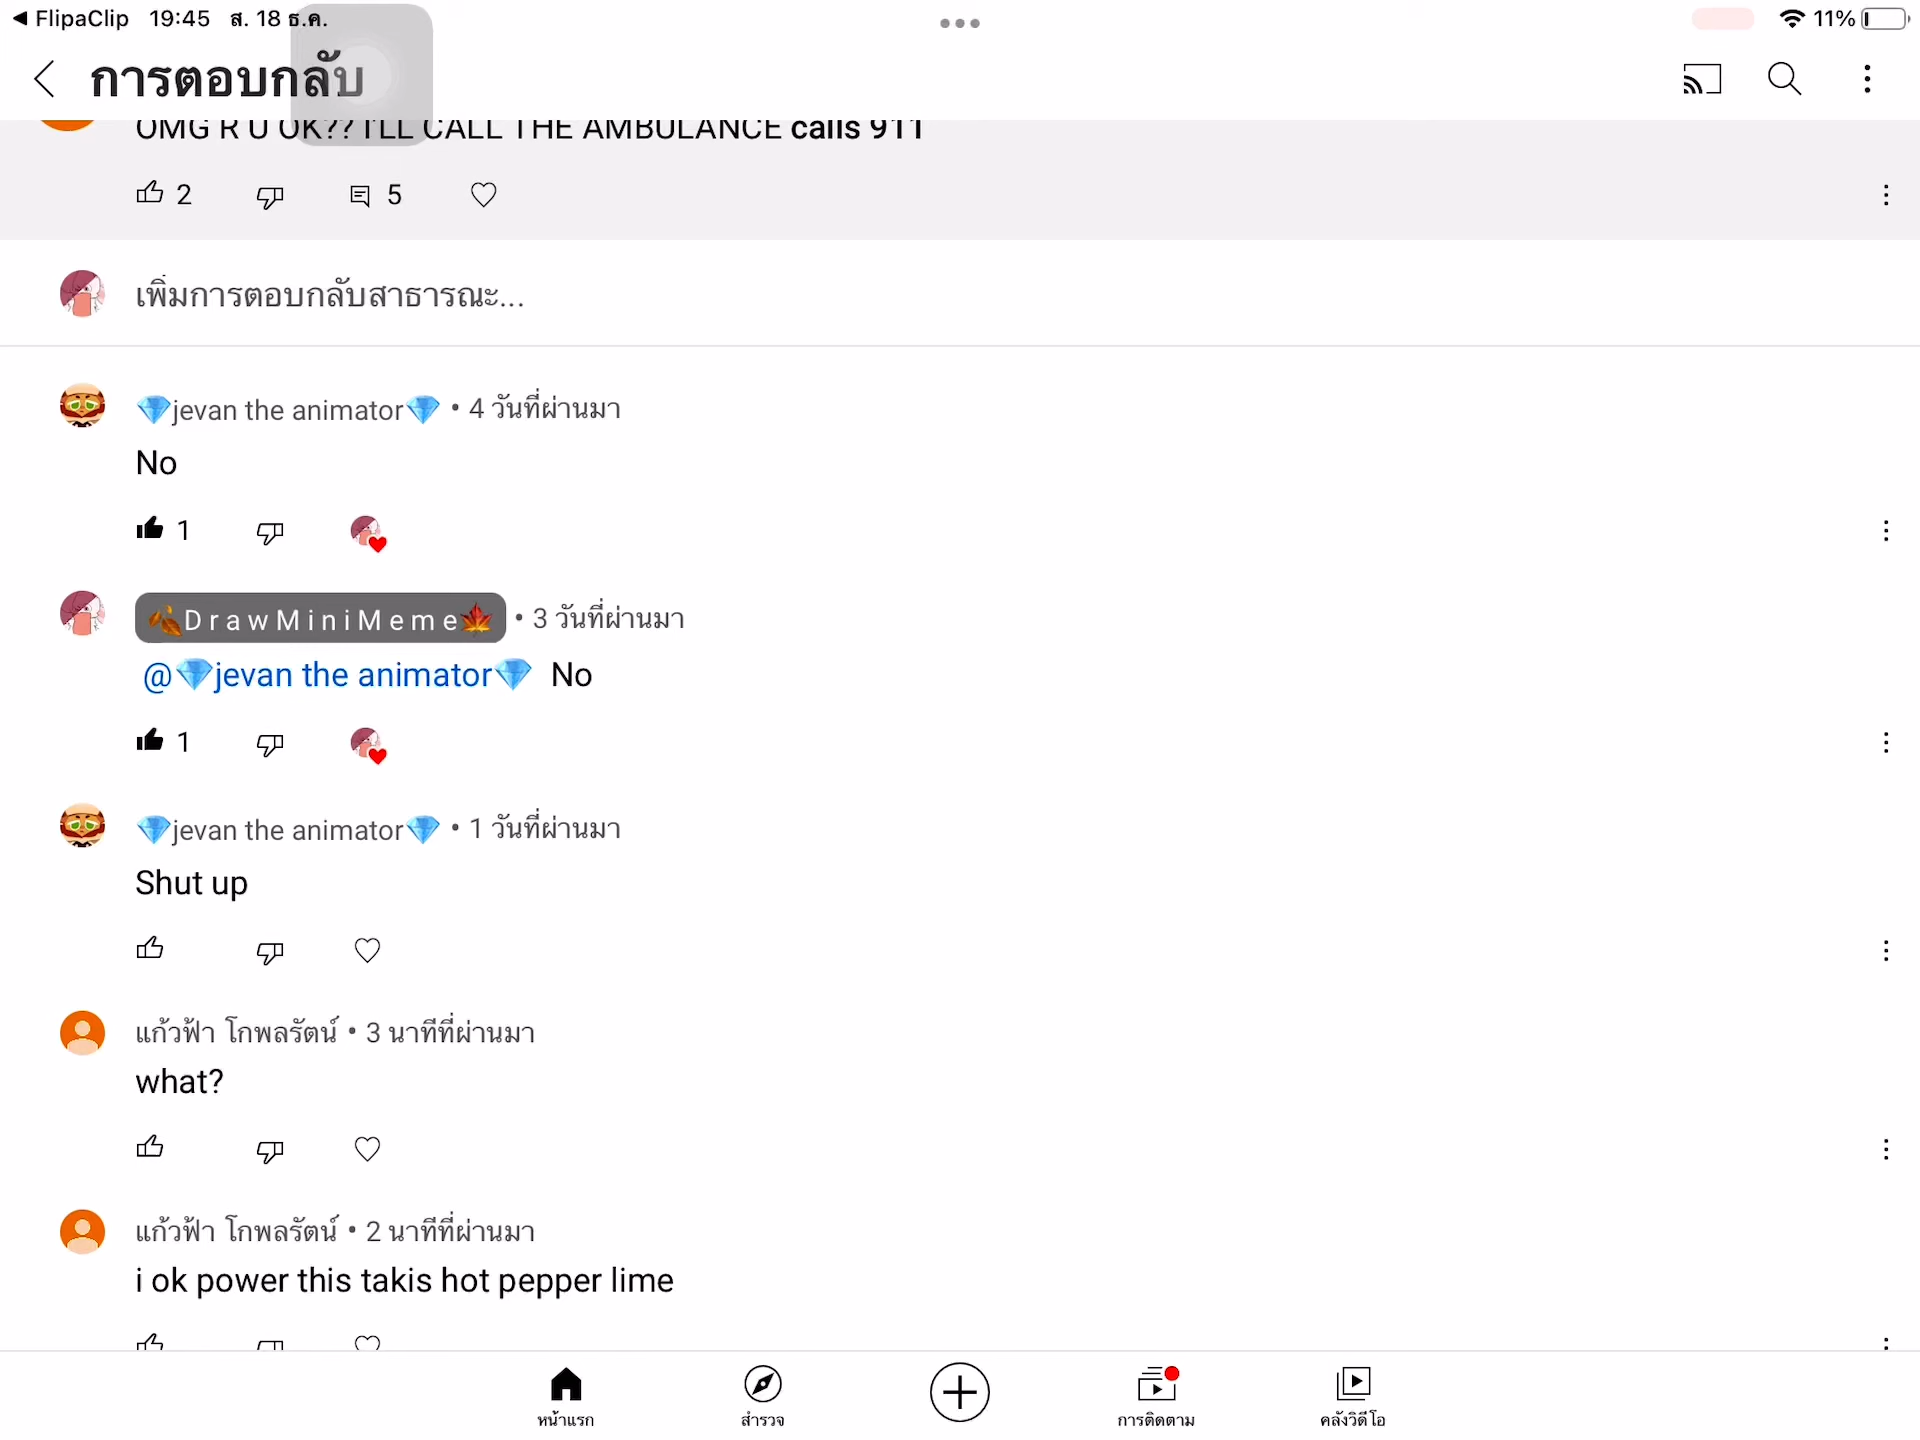 ◀ FlipaClip 19:45 ส. 18 ธ.ค. 11%
การตอบกลับ
OMG R U OK?? I'LL CALL THE AMBULANCE calls 911
2 5
เพิ่มการตอบกลับสาธารณะ...
💎jevan the animator💎 • 4 วันที่ผ่านมา
No
1
🍂D r a w M i n i M e m e🍁 • 3 วันที่ผ่านมา
@💎jevan the animator💎 No
1
💎jevan the animator💎 • 1 วันที่ผ่านมา
Shut up
แก้วฟ้า โกพลรัตน์ • 3 นาทีที่ผ่านมา
what?
แก้วฟ้า โกพลรัตน์ • 2 นาทีที่ผ่านมา
i ok power this takis hot pepper lime
หน้าแรก สำรวจ การติดตาม คลังวิดีโอ